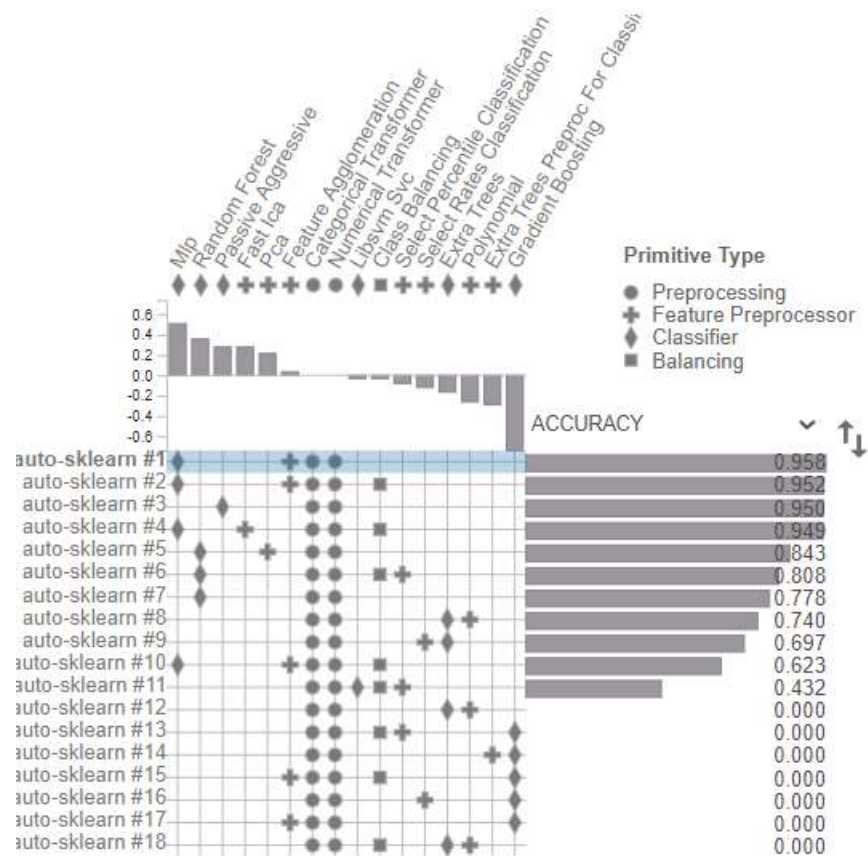 Mlp
Random Forest
Passive Aggressive
Fast Ica
Pca
Feature Agglomeration
Categorical Transformer
Numerical Transformer
Libsvm Svc
Class Balancing
Select Percentile Classification
Select Rates Classification
Extra Trees
Polynomial
Extra Trees Preproc For Classi
Gradient Boosting
Primitive Type
Preprocessing
Feature Preprocessor
Classifier
Balancing
0.6
0.4
0.2
0.0
-0.2
-0.4
-0.6
ACCURACY
auto-sklearn #1 0.958
auto-sklearn #2 0.952
auto-sklearn #3 0.950
auto-sklearn #4 0.949
auto-sklearn #5 0.843
auto-sklearn #6 0.808
auto-sklearn #7 0.778
auto-sklearn #8 0.740
auto-sklearn #9 0.697
auto-sklearn #10 0.623
auto-sklearn #11 0.432
auto-sklearn #12 0.000
auto-sklearn #13 0.000
auto-sklearn #14 0.000
auto-sklearn #15 0.000
auto-sklearn #16 0.000
auto-sklearn #17 0.000
auto-sklearn #18 0.000